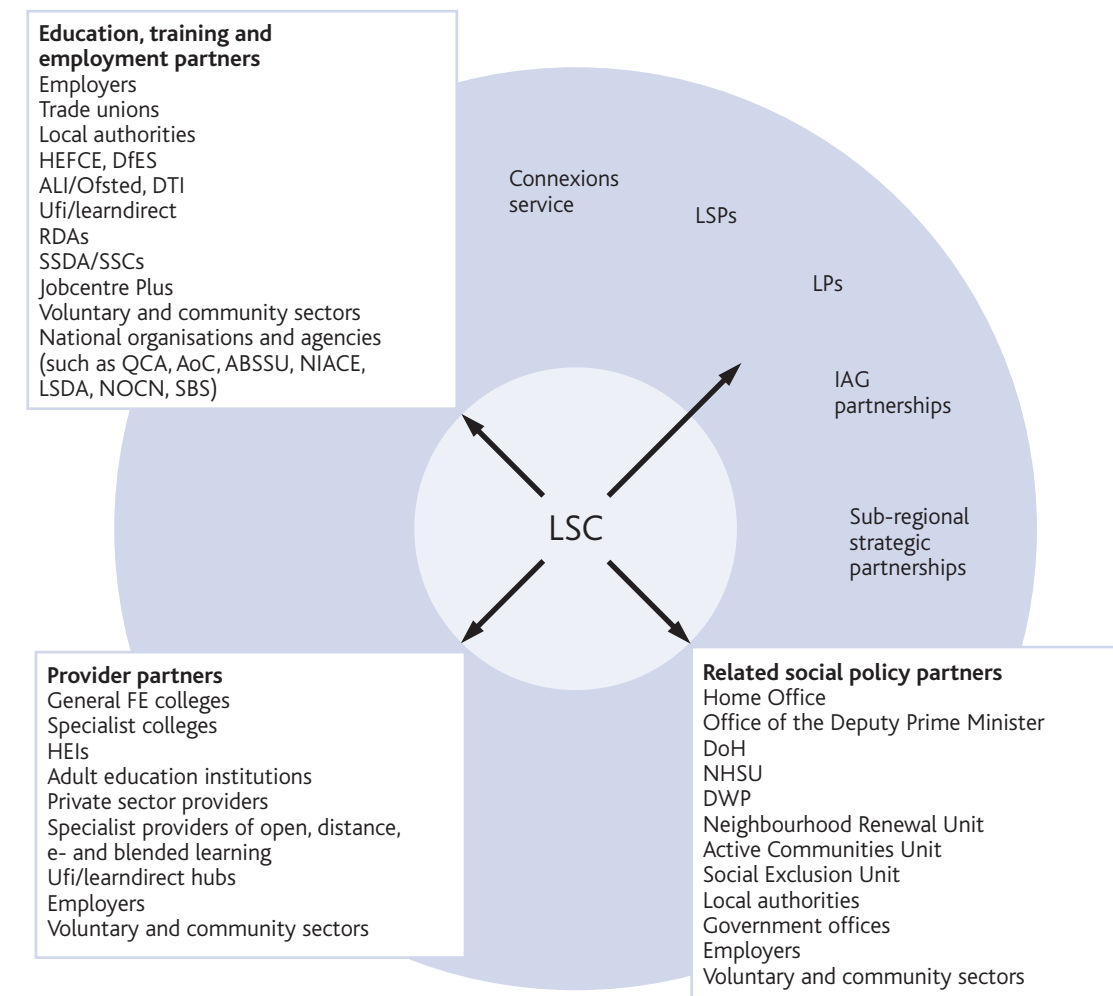 Education, training and
employment partners
Employers
Trade unions
Local authorities
HEFCE, DfES
ALI/Ofsted, DTI
Ufi/learndirect
RDAs
SSDA/SSCs
Jobcentre Plus
Voluntary and community sectors
National organisations and agencies
(such as QCA, AoC, ABSSU, NIACE,
LSDA, NOCN, SBS)
Connexions
service
LSPs
LPs
IAG
partnerships
Sub-regional
strategic
partnerships
LSC
Provider partners
General FE colleges
Specialist colleges
HEIs
Adult education institutions
Private sector providers
Specialist providers of open, distance,
e- and blended learning
Ufi/learndirect hubs
Employers
Voluntary and community sectors
Related social policy partners
Home Office
Office of the Deputy Prime Minister
DoH
NHSU
DWP
Neighbourhood Renewal Unit
Active Communities Unit
Social Exclusion Unit
Local authorities
Government offices
Employers
Voluntary and community sectors